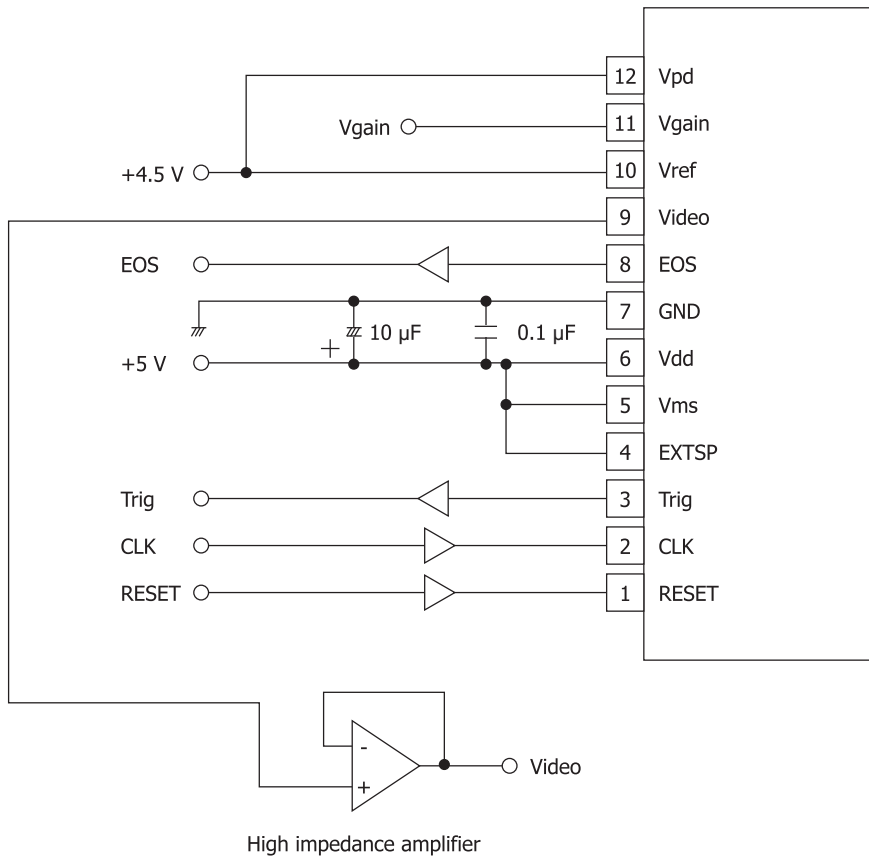 12 Vpd
Vgain 11 Vgain
+4.5 V 10 Vref
9 Video
EOS 8 EOS
7 GND
10 µF 0.1 µF
+
+5 V 6 Vdd
5 Vms
4 EXTSP
Trig 3 Trig
CLK 2 CLK
RESET 1 RESET
-
Video
+
High impedance amplifier